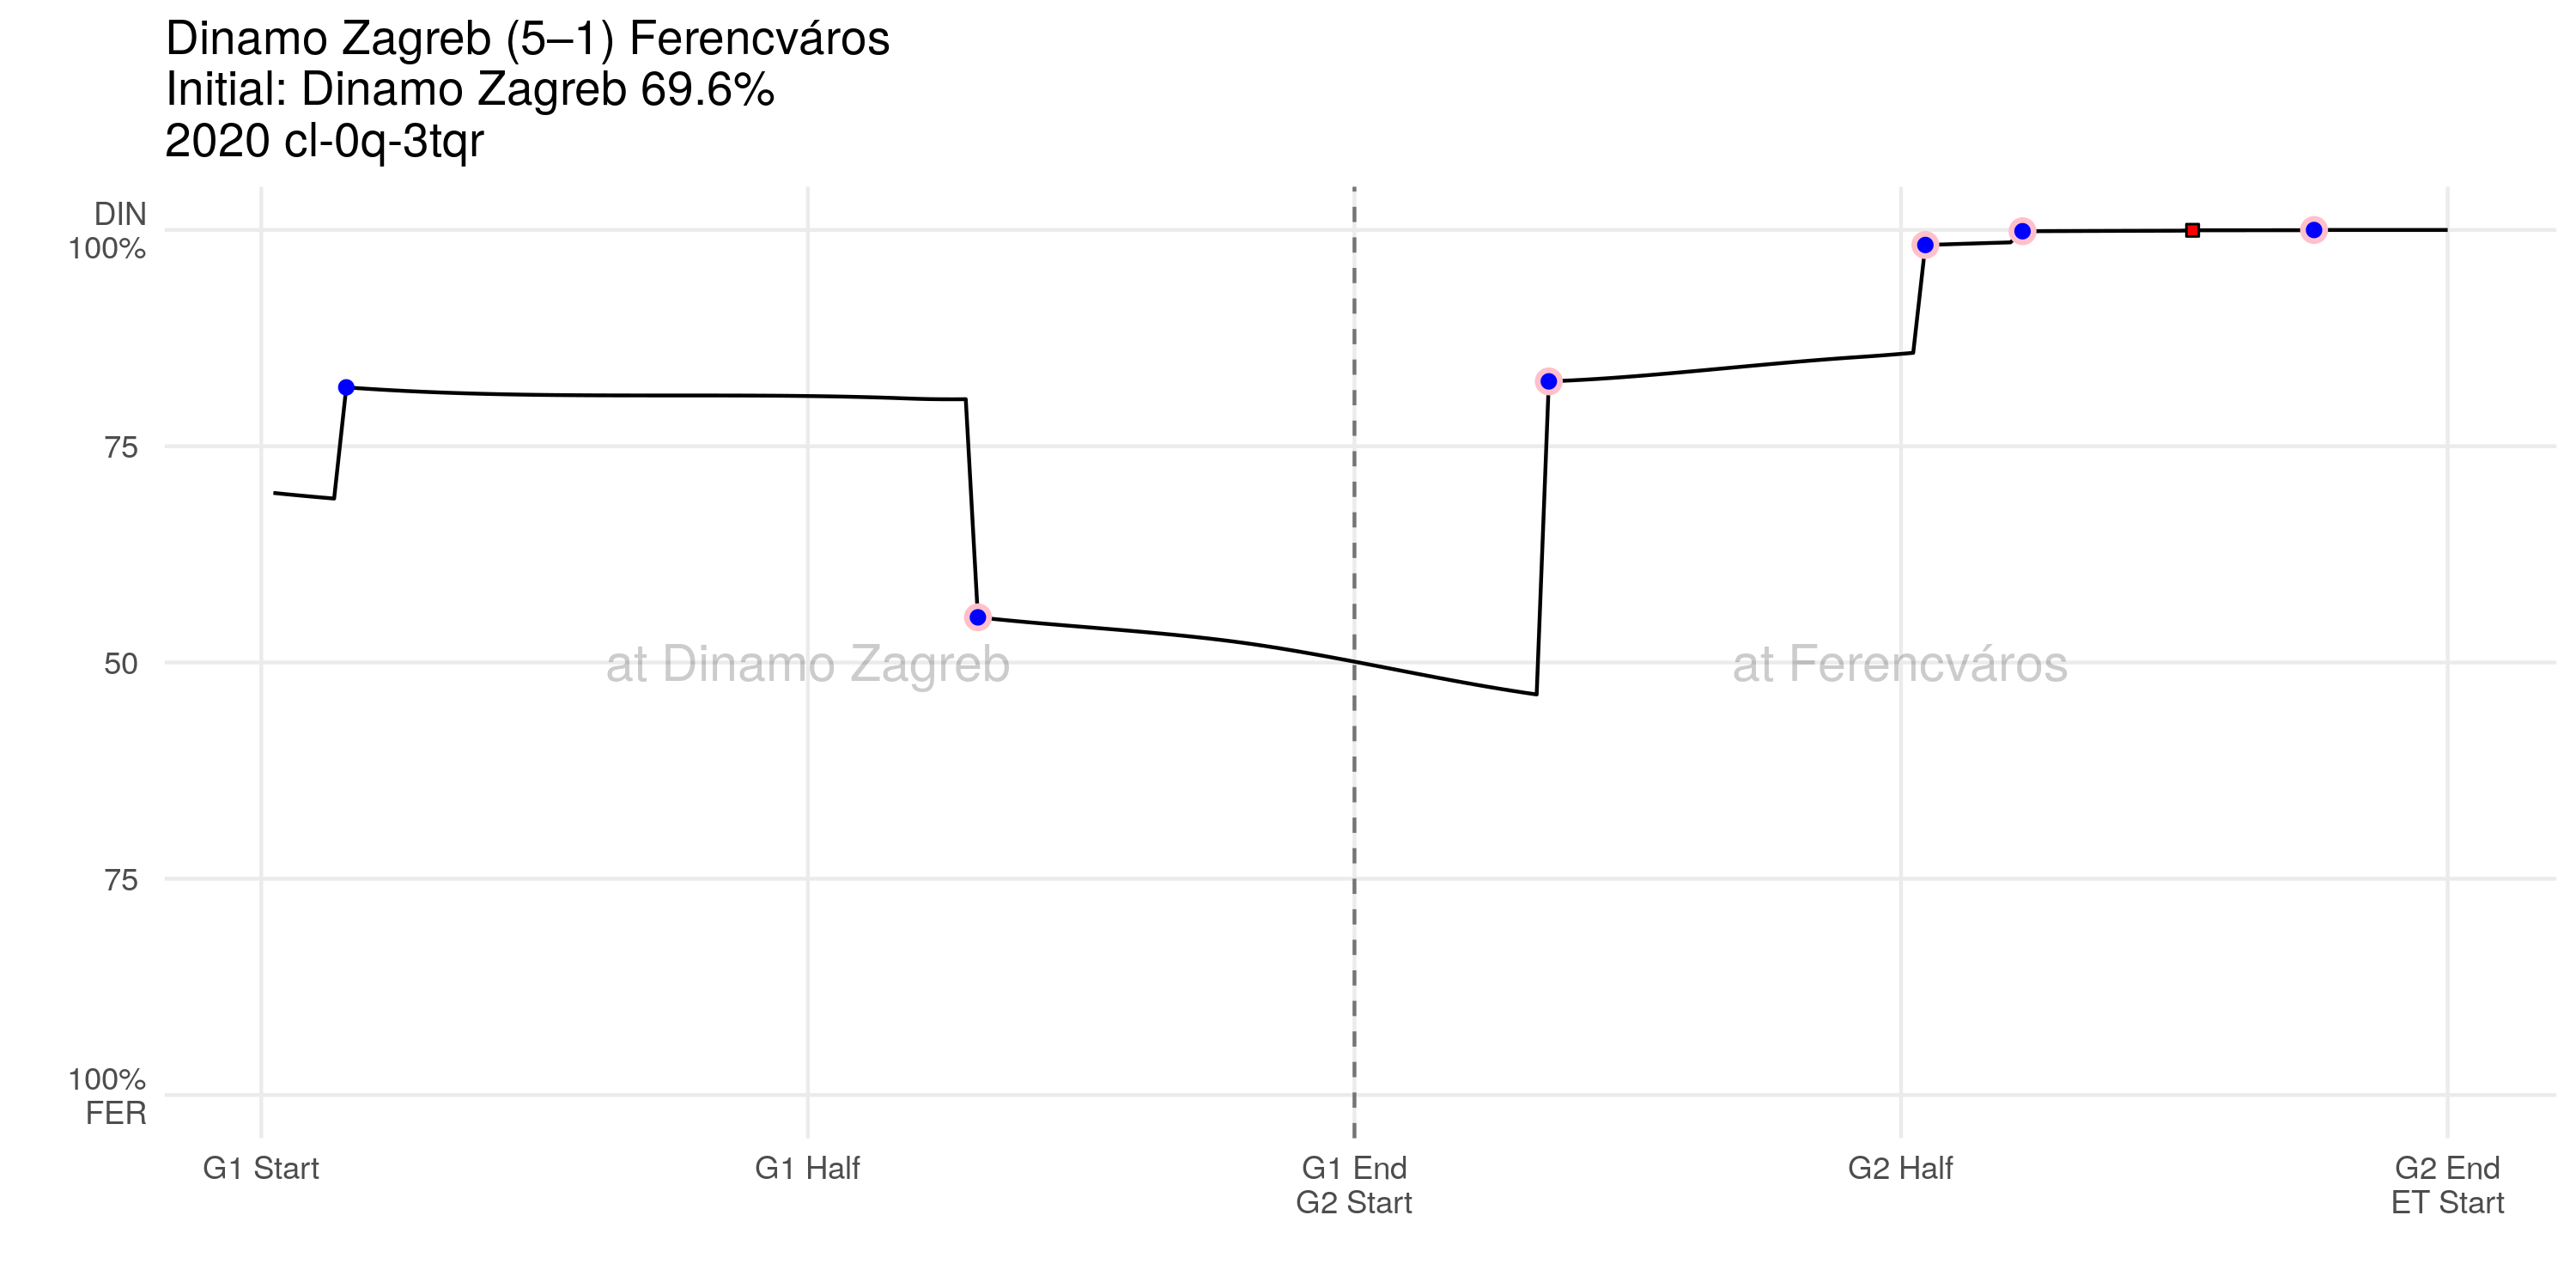 Dinamo Zagreb (5–1) Ferencváros
Initial: Dinamo Zagreb 69.6%
2020 cl-0q-3tqr
DIN
100%
75
50
75
100%
FER
at Dinamo Zagreb
at Ferencváros
G1 Start
G1 Half
G1 End
G2 Start
G2 Half
G2 End
ET Start